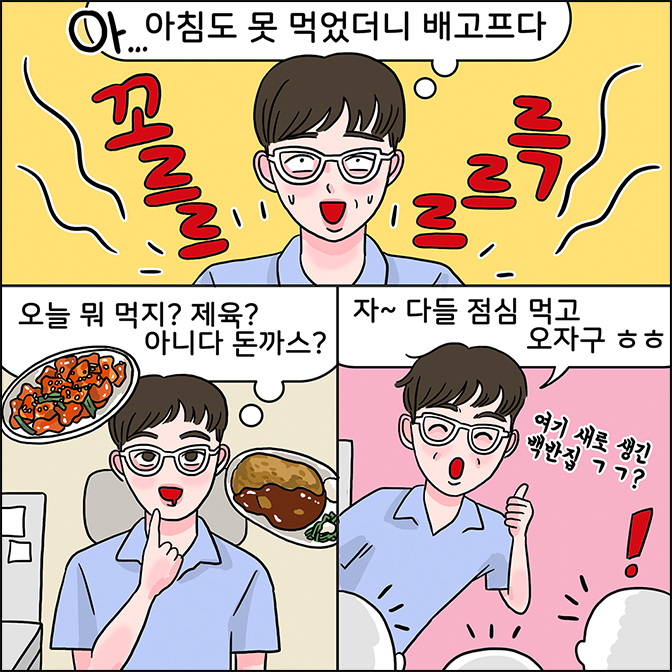 아... 아침도 못 먹었더니 배고프다
꼬르르르
르르륵
오늘 뭐 먹지? 제육?
아니다 돈까스?
자~ 다들 점심 먹고
오자구 ㅎㅎ
여기 새로 생긴
백반집 ㄱㄱ?
!